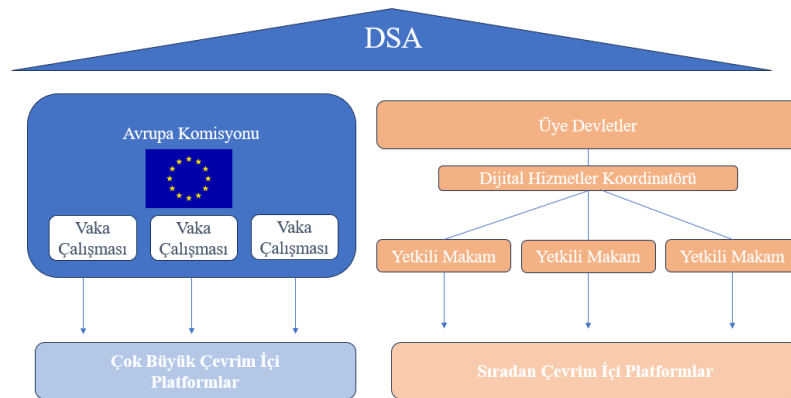 DSA
Avrupa Komisyonu
Vaka
Çalışması
Vaka
Çalışması
Vaka
Çalışması
Çok Büyük Çevrim İçi
Platformlar
Üye Devletler
Dijital Hizmetler Koordinatörü
Yetkili Makam
Yetkili Makam
Yetkili Makam
Sıradan Çevrim İçi Platformlar